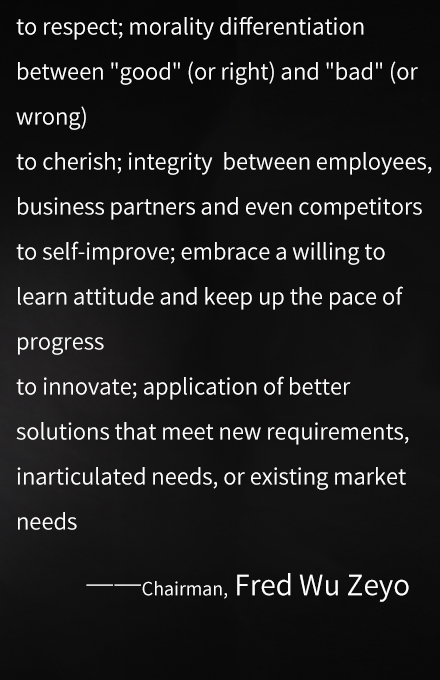 to respect; morality differentiation
between "good" (or right) and "bad" (or
wrong)
to cherish; integrity  between employees,
business partners and even competitors
to self-improve; embrace a willing to
learn attitude and keep up the pace of
progress
to innovate; application of better
solutions that meet new requirements,
inarticulated needs, or existing market
needs
——Chairman, Fred Wu Zeyo